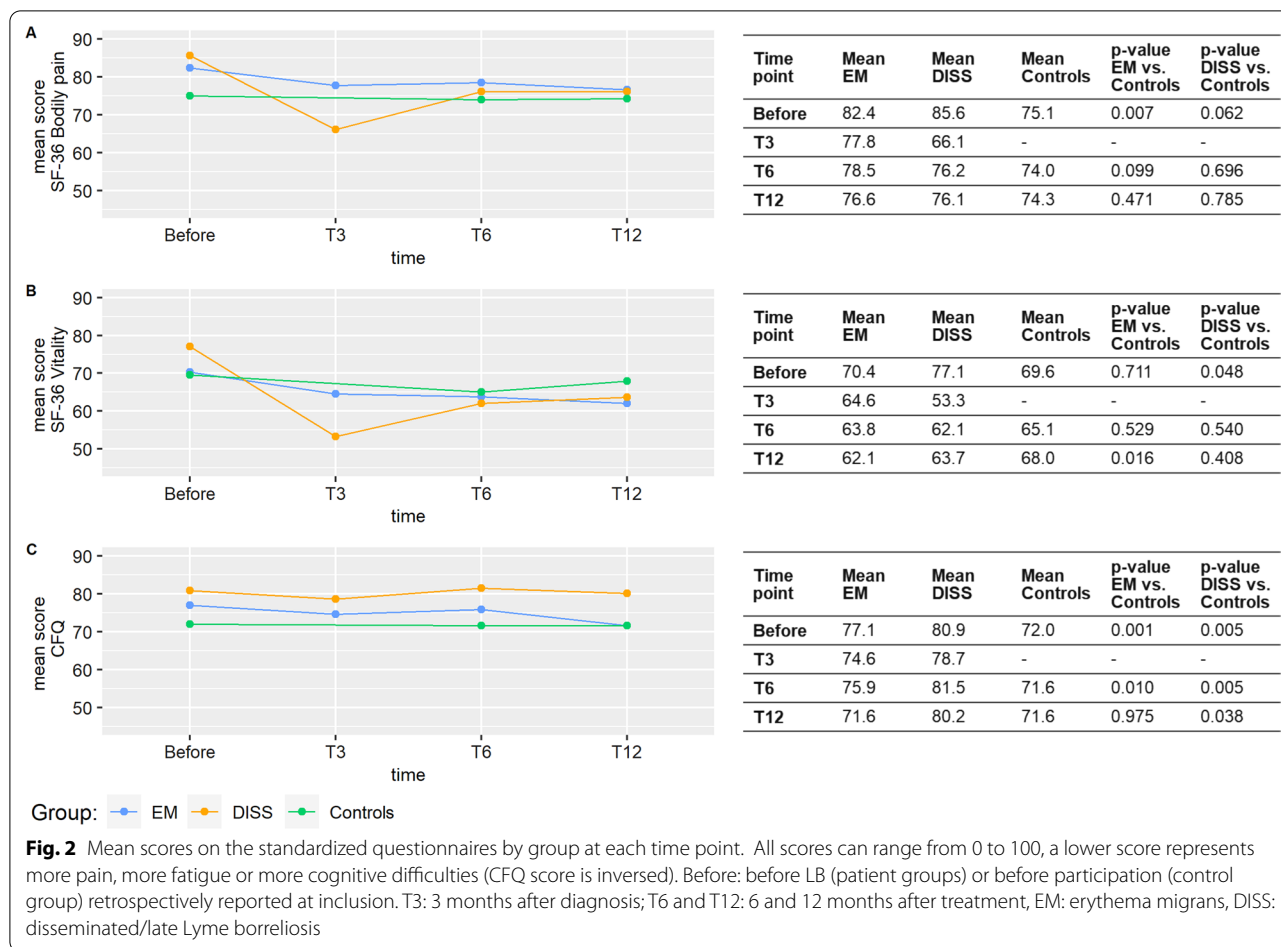 A
mean score
SF-36 Bodily pain
90
80
70
60
50
Before T3 T6 T12
time
Time point Mean EM Mean DISS Mean Controls p-value EM vs. Controls p-value DISS vs. Controls
Before 82.4 85.6 75.1 0.007 0.062
T3 77.8 66.1 - - -
T6 78.5 76.2 74.0 0.099 0.696
T12 76.6 76.1 74.3 0.471 0.785
B
mean score
SF-36 Vitality
90
80
70
60
50
Before T3 T6 T12
time
Time point Mean EM Mean DISS Mean Controls p-value EM vs. Controls p-value DISS vs. Controls
Before 70.4 77.1 69.6 0.711 0.048
T3 64.6 53.3 - - -
T6 63.8 62.1 65.1 0.529 0.540
T12 62.1 63.7 68.0 0.016 0.408
C
mean score
CFQ
90
80
70
60
50
Before T3 T6 T12
time
Time point Mean EM Mean DISS Mean Controls p-value EM vs. Controls p-value DISS vs. Controls
Before 77.1 80.9 72.0 0.001 0.005
T3 74.6 78.7 - - -
T6 75.9 81.5 71.6 0.010 0.005
T12 71.6 80.2 71.6 0.975 0.038
Group: EM DISS Controls
Fig. 2 Mean scores on the standardized questionnaires by group at each time point. All scores can range from 0 to 100, a lower score represents
more pain, more fatigue or more cognitive difficulties (CFQ score is inversed). Before: before LB (patient groups) or before participation (control
group) retrospectively reported at inclusion. T3: 3 months after diagnosis; T6 and T12: 6 and 12 months after treatment, EM: erythema migrans, DISS:
disseminated/late Lyme borreliosis